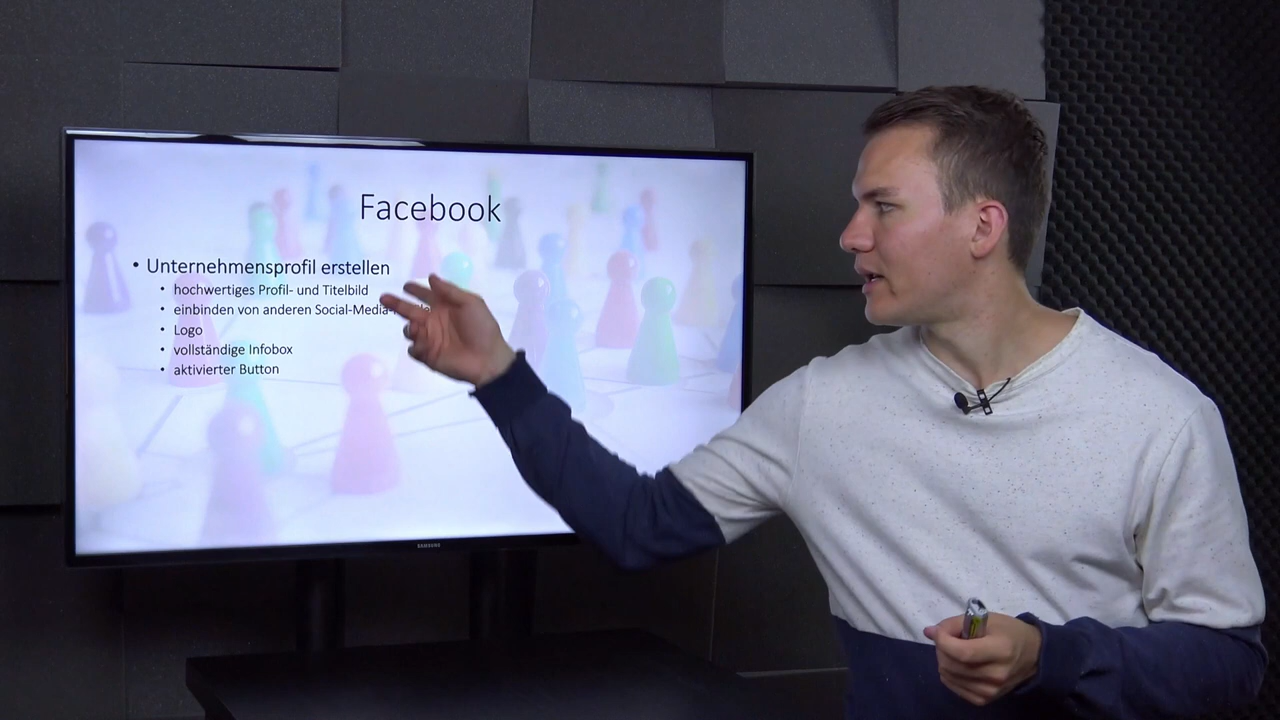 Facebook
• Unternehmensprofil erstellen
• hochwertiges Profil- und Titelbild
• einbinden von anderen Social-Media-
• Logo
• vollständige Infobox
• aktivierter Button
SAMSUNG